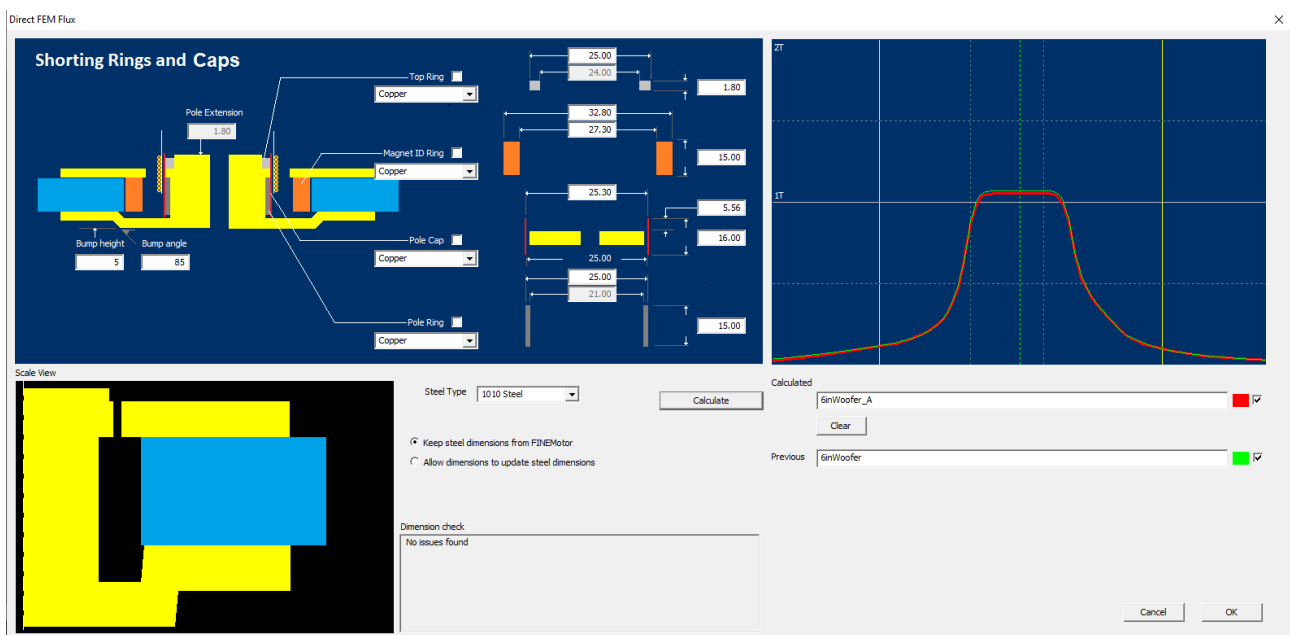 Direct FEM Flux
Shorting Rings and Caps
Top Ring
Copper
Pole Extension
1.80
Magnet ID Ring
Copper
Bump height
Bump angle
5
85
Pole Cap
Copper
Pole Ring
Copper
25.00
24.00
1.80
32.80
27.30
15.00
25.30
5.56
16.00
25.00
25.00
21.00
15.00
2T
1T
Scale View
Steel Type
1010 Steel
Calculate
Keep steel dimensions from FINEMotor
Allow dimensions to update steel dimensions
Dimension check
No issues found
Calculated
6inWoofer_A
Clear
Previous
6inWoofer
Cancel
OK